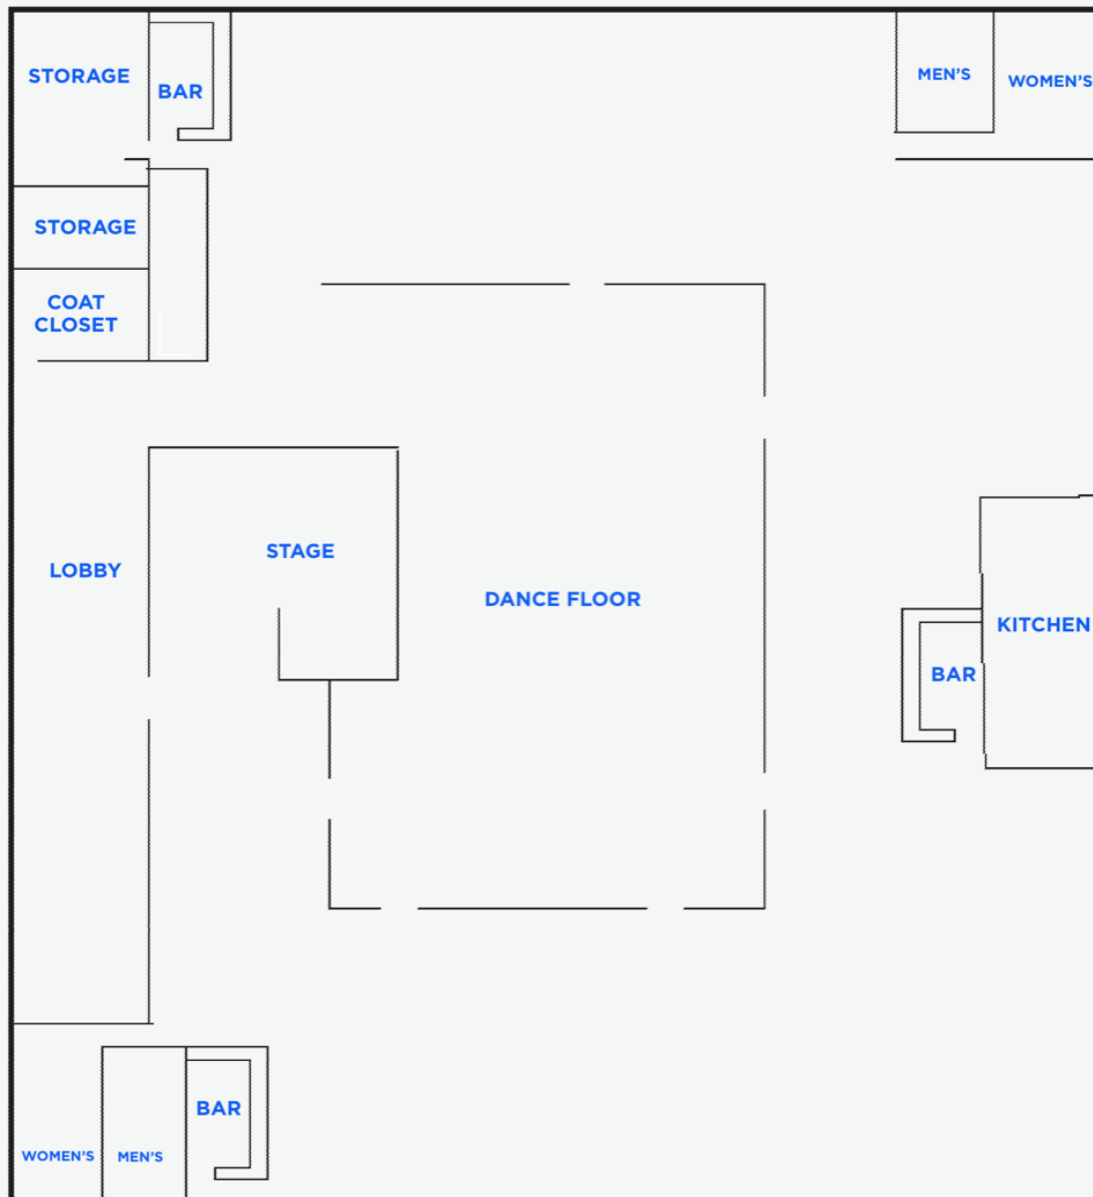 STORAGE
BAR
MEN'S
WOMEN'S
STORAGE
COAT
CLOSET
STAGE
LOBBY
DANCE FLOOR
KITCHEN
BAR
BAR
WOMEN'S
MEN'S